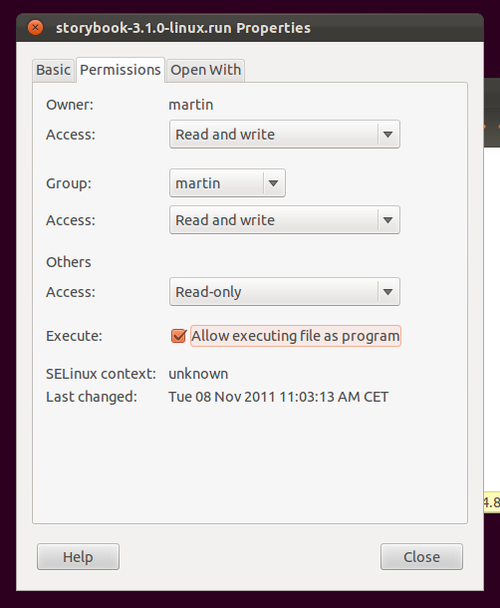 storybook-3.1.0-linux.run Properties
Basic Permissions Open With
Owner: martin
Access: Read and write
Group: martin
Access: Read and write
Others
Access: Read-only
Execute: Allow executing file as program
SELinux context: unknown
Last changed: Tue 08 Nov 2011 11:03:13 AM CET
4.8
Help Close